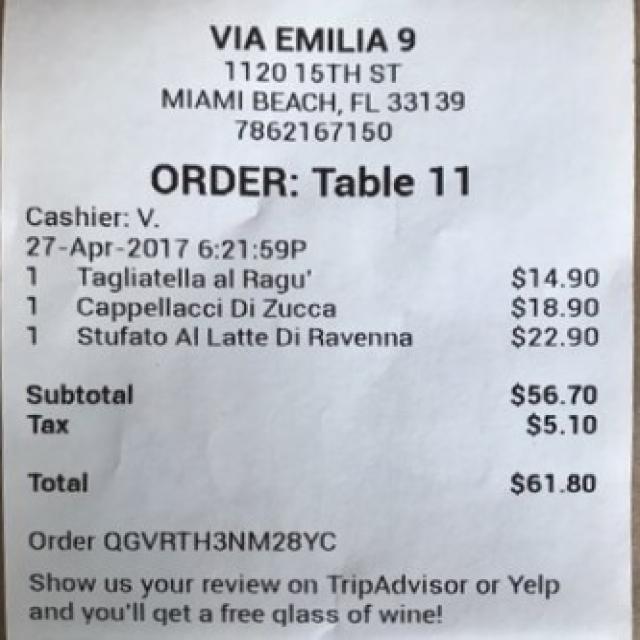 VIA EMILIA 9
1120 15TH ST
MIAMI BEACH, FL 33139
7862167150
ORDER: Table 11
Cashier: V.
27-Apr-2017 6:21:59P
1 Tagliatella al Ragu' $14.90
1 Cappellacci Di Zucca $18.90
1 Stufato Al Latte Di Ravenna $22.90
Subtotal $56.70
Tax $5.10
Total $61.80
Order QGVRTH3NM28YC
Show us your review on TripAdvisor or Yelp
and you'll get a free glass of wine!